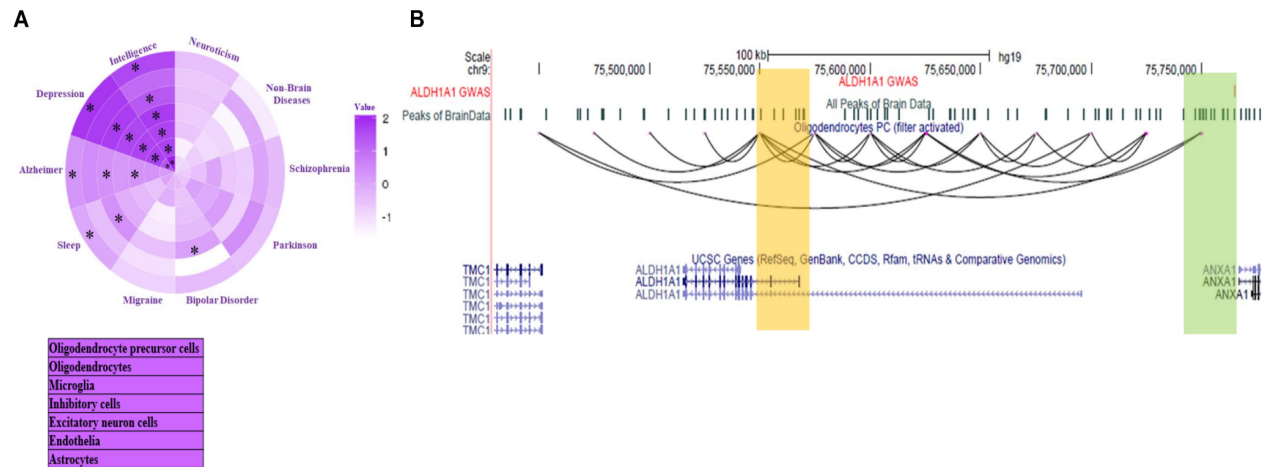 A
Intelligence
Neuroticism
Depression
Non-Brain
Diseases
Alzheimer
Schizophrenia
Sleep
Parkinson
Migraine
Bipolar Disorder
Value
2
1
0
-1
Oligodendrocyte precursor cells
Oligodendrocytes
Microglia
Inhibitory cells
Excitatory neuron cells
Endothelia
Astrocytes
B
Scale
100 kb
hg19
chr9:
75,500,000
75,550,000
75,600,000
75,650,000
75,700,000
75,750,000
ALDH1A1 GWAS
ALDH1A1 GWAS
All Peaks of Brain Data
Peaks of BrainData
Oligodendrocytes PC (filter activated)
UCSC Genes (RefSeq, GenBank, CCDS, Rfam, tRNAs & Comparative Genomics)
TMC1
TMC1
TMC1
TMC1
TMC1
TMC1
ALDH1A1
ALDH1A1
ALDH1A1
ANXA1
ANXA1
ANXA1